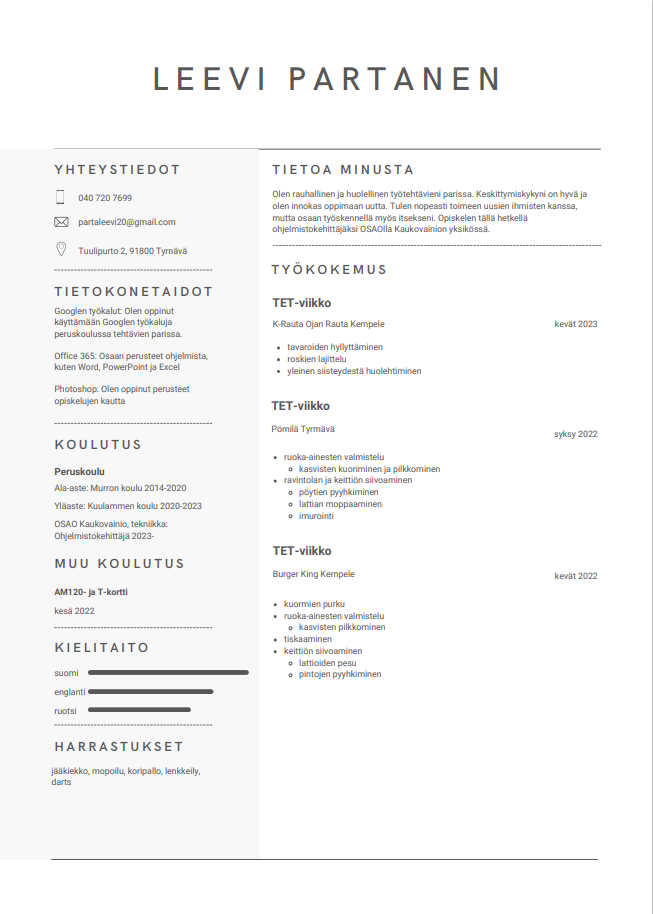 LEEVI PARTANEN
YHTEYSTIEDOT
040 720 7699
partaleevi20@gmail.com
Tuulipurto 2, 91800 Tyrnävä
TIETOKONETAIDOT
Googlen työkalut: Olen oppinut
käyttämään Googlen työkaluja
peruskoulussa tehtävien parissa.
Office 365: Osaan perusteet ohjelmista,
kuten Word, PowerPoint ja Excel
Photoshop: Olen oppinut perusteet
opiskelujen kautta
KOULUTUS
Peruskoulu
Ala-aste: Murron koulu 2014-2020
Yläaste: Kuulammen koulu 2020-2023
OSAO Kaukovainio, tekniikka:
Ohjelmistokehittäjä 2023-
MUU KOULUTUS
AM120- ja T-kortti
kesä 2022
KIELITAITO
suomi
englanti
ruotsi
HARRASTUKSET
jääkiekko, mopoilu, koripallo, lenkkeily,
darts
TIETOA MINUSTA
Olen rauhallinen ja huolellinen työtehtävieni parissa. Keskittymiskykyni on hyvä ja
olen innokas oppimaan uutta. Tulen nopeasti toimeen uusien ihmisten kanssa,
mutta osaan työskennellä myös itsekseni. Opiskelen tällä hetkellä
ohjelmistokehittäjäksi OSAOlla Kaukovainion yksikössä.
TYÖKOKEMUS
TET-viikko
K-Rauta Ojan Rauta Kempele kevät 2023
tavaroiden hyllyttäminen
roskien lajittelu
yleinen siisteydestä huolehtiminen
TET-viikko
Pömilä Tyrmävä syksy 2022
ruoka-ainesten valmistelu
kasvisten kuoriminen ja pilkkominen
ravintolan ja keittiön siivoaminen
pöytien pyyhkiminen
lattian moppaaminen
imurointi
TET-viikko
Burger King Kempele kevät 2022
kuormien purku
ruoka-ainesten valmistelu
kasvisten pilkkominen
tiskaaminen
keittiön siivoaminen
lattioiden pesu
pintojen pyyhkiminen